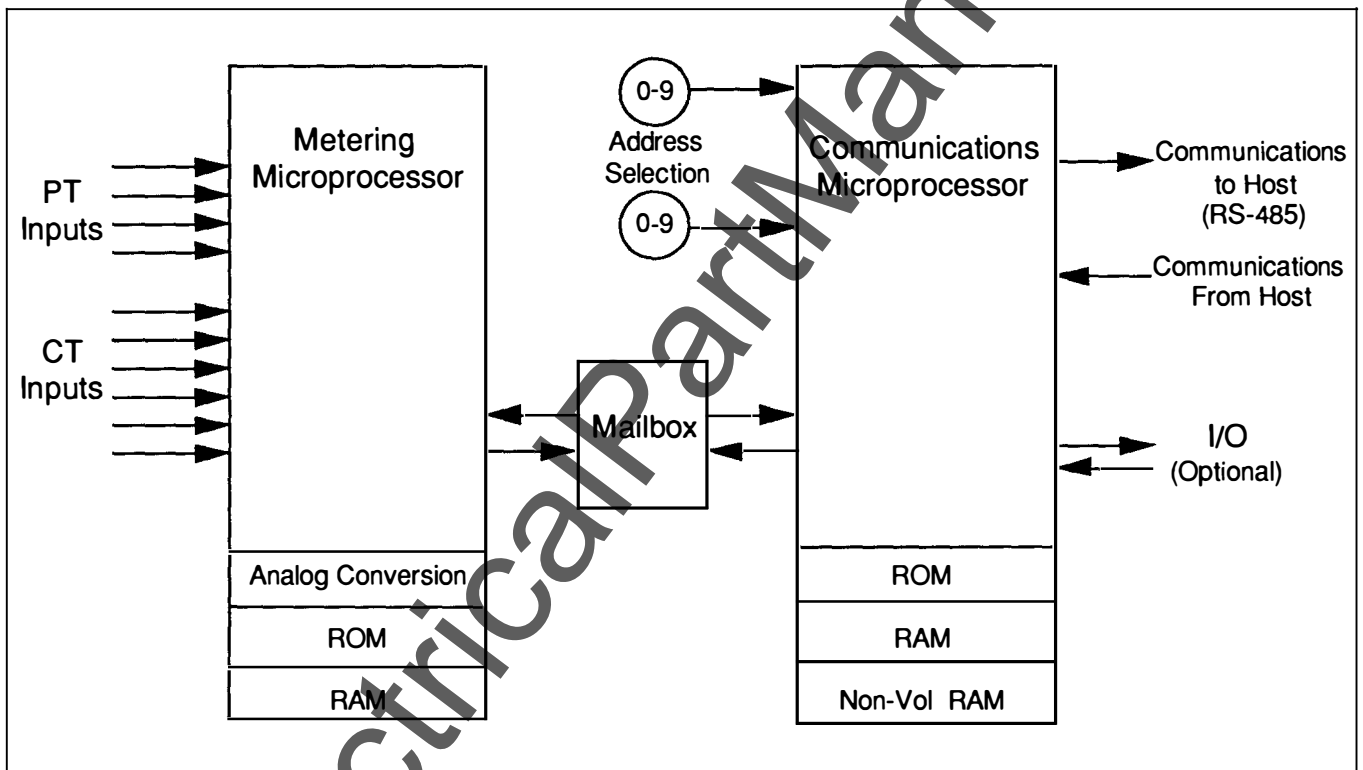 Metering
Microprocessor
PT
Inputs
CT
Inputs
Analog Conversion
ROM
RAM
0-9
Address
Selection
0-9
Mailbox
Communications
Microprocessor
ROM
RAM
Non-Vol RAM
Communications
to Host
(RS-485)
Communications
From Host
I/O
(Optional)
ctricalPartMan